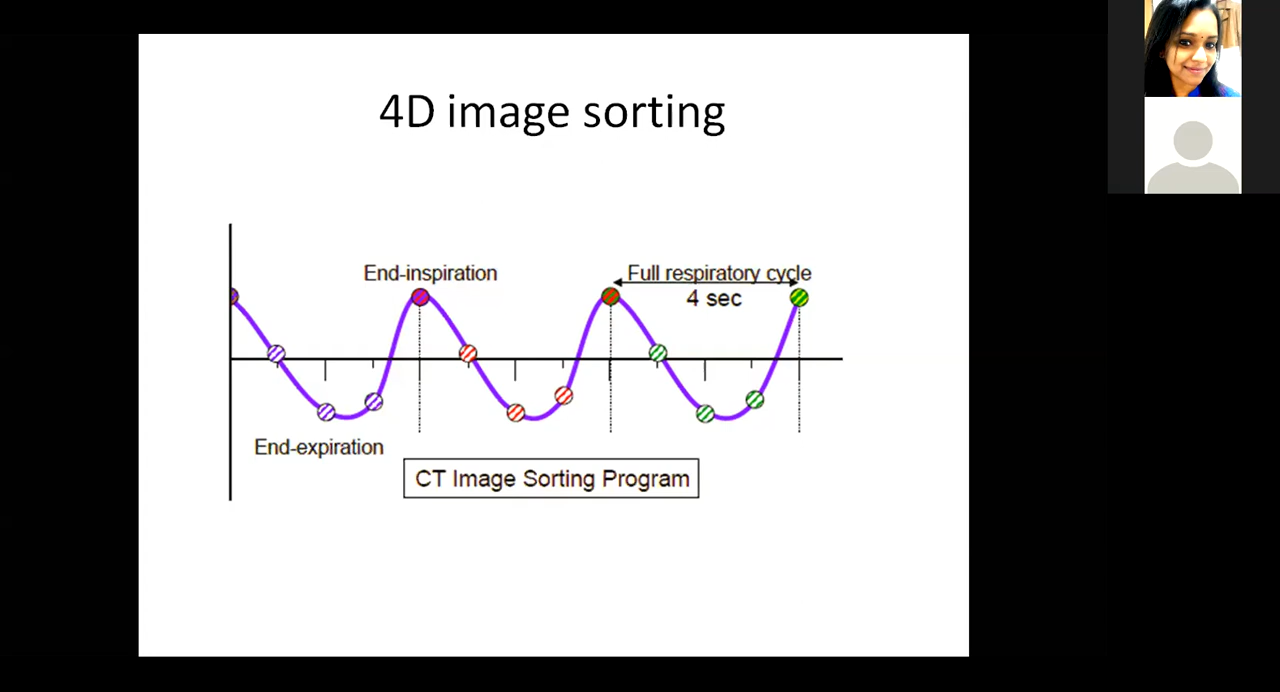 4D image sorting
End-inspiration
Full respiratory cycle
4 sec
End-expiration
CT Image Sorting Program